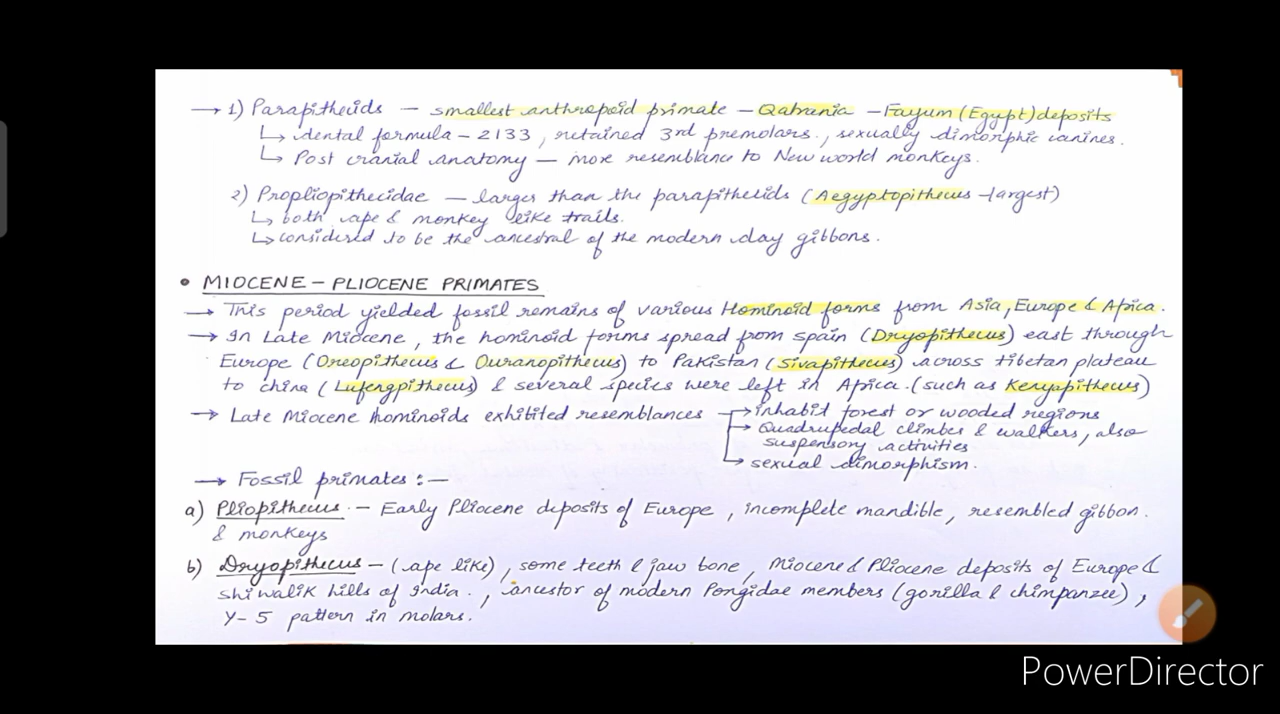 → 1) Parapithecids — smallest anthropoid primate — Qatrania — Fayum (Egypt) deposits
↳ dental formula — 2133, retained 3rd premolars, sexually dimorphic canines.
↳ Post cranial anatomy — more resemblance to New world monkeys.
2) Propliopithecidae — larger than the parapithecids (Aegyptopithecus — largest)
↳ both ape & monkey like traits.
↳ considered to be the ancestral of the modern day gibbons.
• MIOCENE – PLIOCENE PRIMATES
→ This period yielded fossil remains of various Hominoid forms from Asia, Europe & Africa.
→ In Late Miocene, the hominoid forms spread from spain (Dryopithecus) east through
Europe (Oreopithecus & Ouranopithecus) to Pakistan (Sivapithecus) across tibetan plateau
to china (Lufengpithecus) & several species were left in Africa. (such as Kenyapithecus)
→ Late Miocene hominoids exhibited resemblances → inhabit forest or wooded regions
→ Quadrupedal climbes & walkers, also
suspensory activities
↳ sexual dimorphism.
→ Fossil primates :—
a) Pliopithecus — Early Pliocene deposits of Europe, incomplete mandible, resembled gibbon.
& monkeys
b) Dryopithecus — (ape like), some teeth & jaw bone, Miocene & Pliocene deposits of Europe &
shiwalik hills of India., ancestor of modern Pongidae members (gorilla & chimpanzee),
Y-5 pattern in molars.
PowerDirector